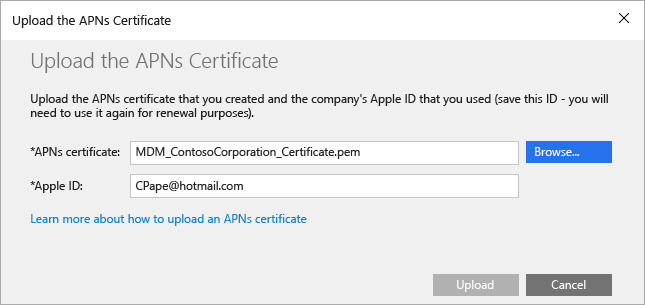 Upload the APNs Certificate
Upload the APNs Certificate
Upload the APNs certificate that you created and the company's Apple ID that you used (save this ID - you will
need to use it again for renewal purposes).
*APNs certificate: MDM_ContosoCorporation_Certificate.pem Browse...
*Apple ID: CPape@hotmail.com
Learn more about how to upload an APNs certificate
Upload Cancel